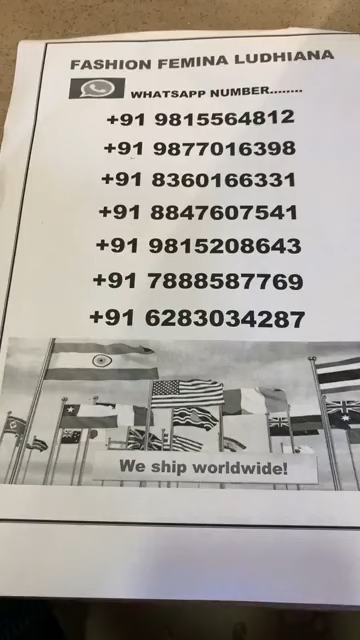 FASHION FEMINA LUDHIANA
WHATSAPP NUMBER........
+91 9815564812
+91 9877016398
+91 8360166331
+91 8847607541
+91 9815208643
+91 7888587769
+91 6283034287
We ship worldwide!